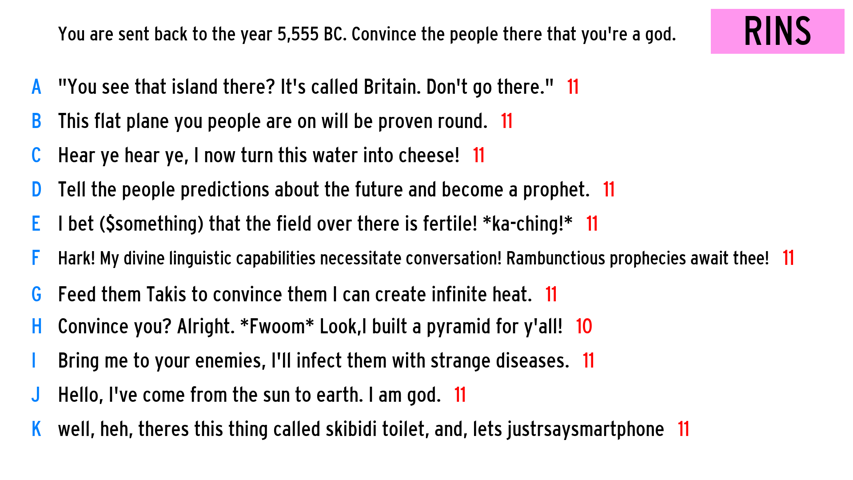 You are sent back to the year 5,555 BC. Convince the people there that you're a god.
RINS
A "You see that island there? It's called Britain. Don't go there." 11
B This flat plane you people are on will be proven round. 11
C Hear ye hear ye, I now turn this water into cheese! 11
D Tell the people predictions about the future and become a prophet. 11
E I bet ($something) that the field over there is fertile! *ka-ching!* 11
F Hark! My divine linguistic capabilities necessitate conversation! Rambunctious prophecies await thee! 11
G Feed them Takis to convince them I can create infinite heat. 11
H Convince you? Alright. *Fwoom* Look,I built a pyramid for y'all! 10
I Bring me to your enemies, I'll infect them with strange diseases. 11
J Hello, I've come from the sun to earth. I am god. 11
K well, heh, theres this thing called skibidi toilet, and, lets justrsaysmartphone 11